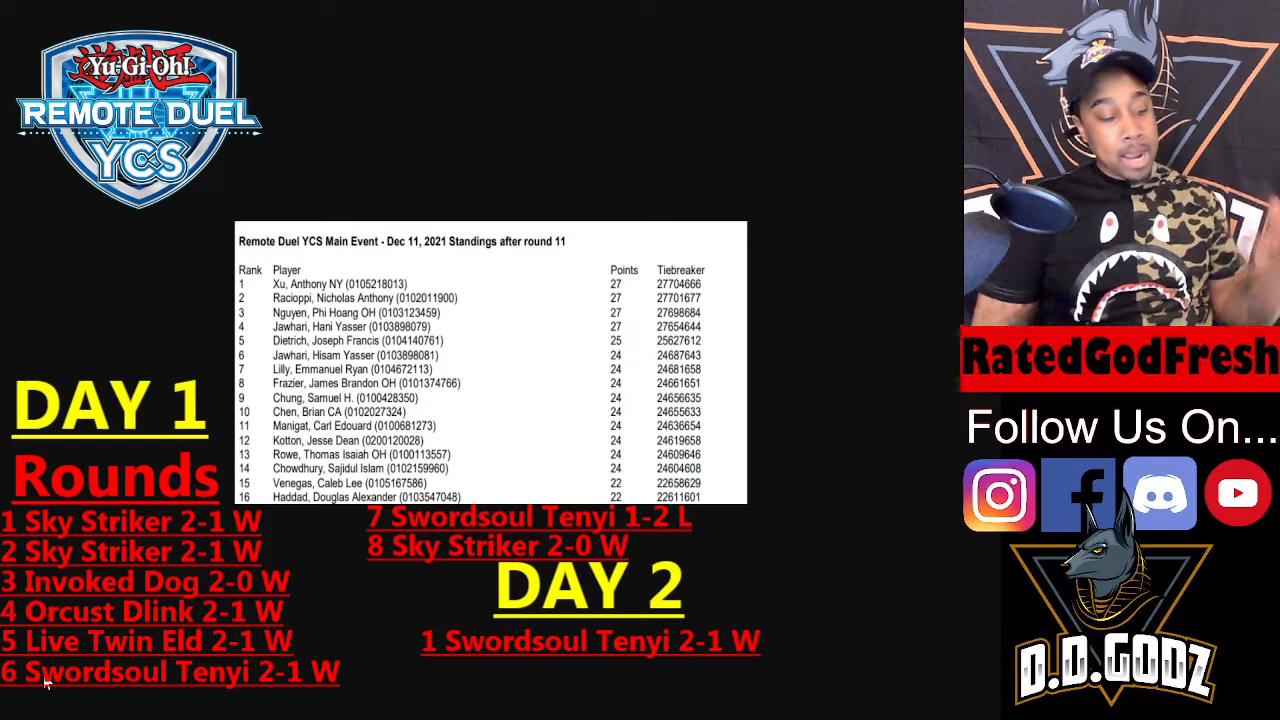 Yu-Gi-Oh!
REMOTE DUEL
YCS
Remote Duel YCS Main Event - Dec 11, 2021 Standings after round 11
Rank Player Points Tiebreaker
1 Xu, Anthony NY (0105218013) 27 27704666
2 Racioppi, Nicholas Anthony (0102011900) 27 27701677
3 Nguyen, Phi Hoang OH (0103123459) 27 27698684
4 Jawhari, Hani Yasser (0103898079) 27 27654644
5 Dietrich, Joseph Francis (0104140761) 25 25627612
6 Jawhari, Hisam Yasser (0103898081) 24 24687643
7 Lilly, Emmanuel Ryan (0104672113) 24 24681658
8 Frazier, James Brandon OH (0101374766) 24 24661651
9 Chung, Samuel H. (0100428350) 24 24656635
10 Chen, Brian CA (0102027324) 24 24655633
11 Manigat, Carl Edouard (0100681273) 24 24636654
12 Kotton, Jesse Dean (0200120028) 24 24619658
13 Rowe, Thomas Isaiah OH (0100113557) 24 24609646
14 Chowdhury, Sajidul Islam (0102159960) 24 24604608
15 Venegas, Caleb Lee (0105167586) 22 22658629
16 Haddad, Douglas Alexander (0103547048) 22 22611601
DAY 1
Rounds
1 Sky Striker 2-1 W
2 Sky Striker 2-1 W
3 Invoked Dog 2-0 W
4 Orcust Dlink 2-1 W
5 Live Twin Eld 2-1 W
6 Swordsoul Tenyi 2-1 W
7 Swordsoul Tenyi 1-2 L
8 Sky Striker 2-0 W
DAY 2
1 Swordsoul Tenyi 2-1 W
RatedGodFresh
Follow Us On...
D.D.GODZ